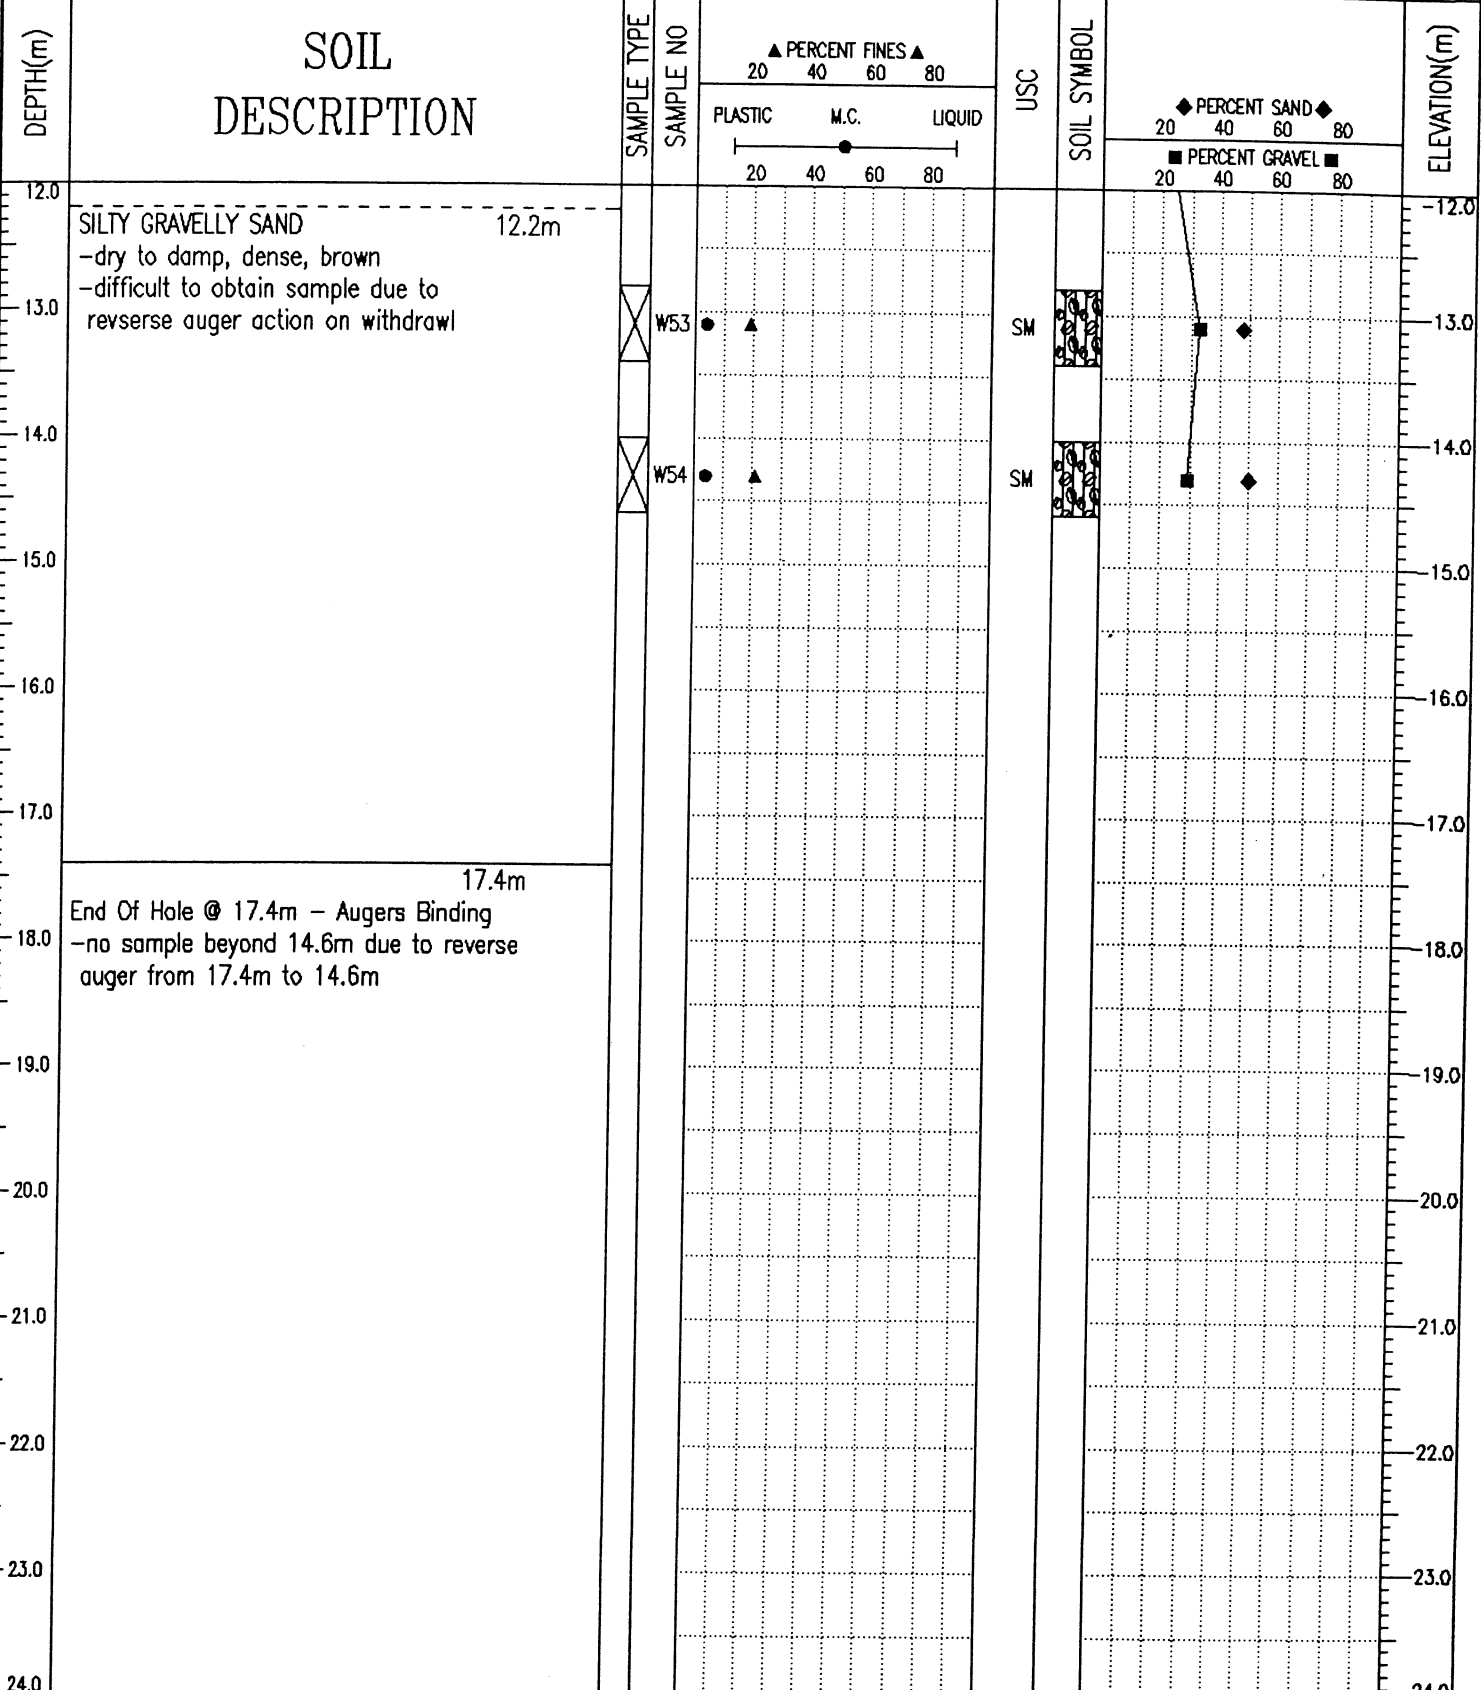 DEPTH(m)
SOIL
DESCRIPTION
SAMPLE TYPE
SAMPLE NO
▲ PERCENT FINES ▲
20 40 60 80
PLASTIC M.C. LIQUID
20 40 60 80
USC
SOIL SYMBOL
◆ PERCENT SAND ◆
20 40 60 80
■ PERCENT GRAVEL ■
20 40 60 80
ELEVATION(m)
12.0
-12.0
SILTY GRAVELLY SAND 12.2m
-dry to damp, dense, brown
-difficult to obtain sample due to
revserse auger action on withdrawl
13.0
W53
SM
-13.0
14.0
-14.0
W54
SM
15.0
-15.0
16.0
-16.0
17.0
-17.0
17.4m
End Of Hole @ 17.4m - Augers Binding
-no sample beyond 14.6m due to reverse
auger from 17.4m to 14.6m
18.0
-18.0
19.0
-19.0
20.0
-20.0
21.0
-21.0
22.0
-22.0
23.0
-23.0
24.0